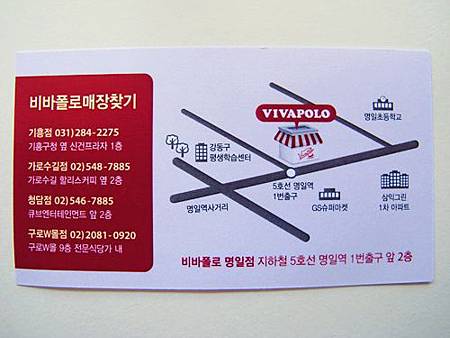 비바폴로매장찾기
기흥점 031)284-2275
기흥구청 옆 신건프라자 1층
가로수길점 02)548-7885
가로수길 할리스커피 옆 2층
청담점 02)546-7885
큐브엔터테인먼트 앞 2층
구로W몰점 02)2081-0920
구로W몰 9층 전문식당가 내
VIVAPOLO
명일초등학교
강동구
평생학습센터
5호선 명일역
1번출구
명일역사거리
GS슈퍼마켓
삼익그린
1차 아파트
비바폴로 명일점 지하철 5호선 명일역 1번출구 앞 2층